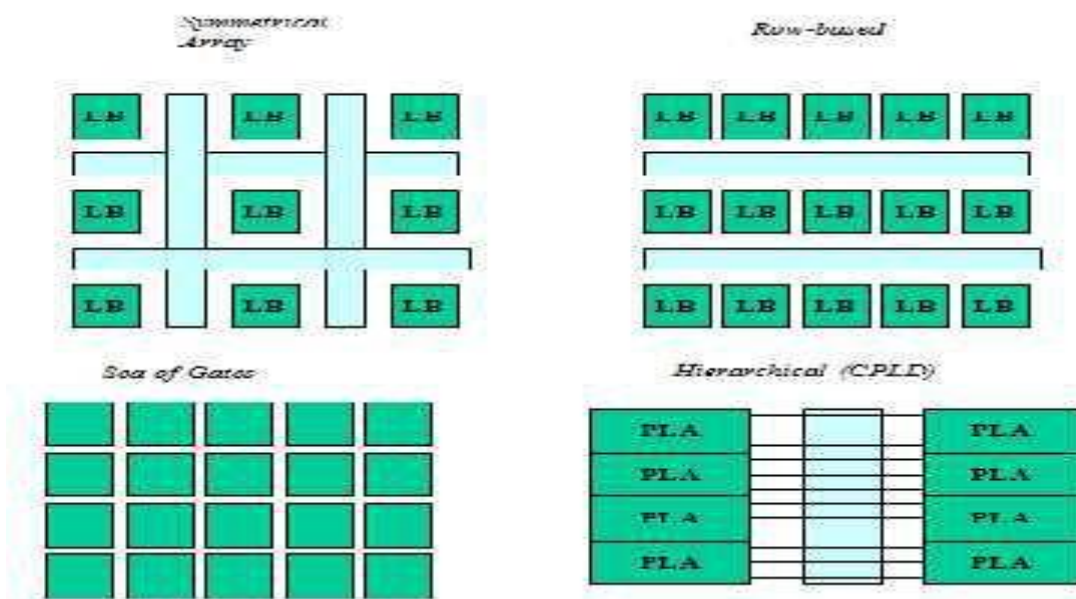 Symmetrical
Array
Row-based
LB LB LB
LB LB LB LB LB
LB LB LB
LB LB LB LB LB
LB LB LB
LB LB LB LB LB
Sea of Gates
Hierarchical (CPLD)
PLA PLA
PLA PLA
PLA PLA
PLA PLA